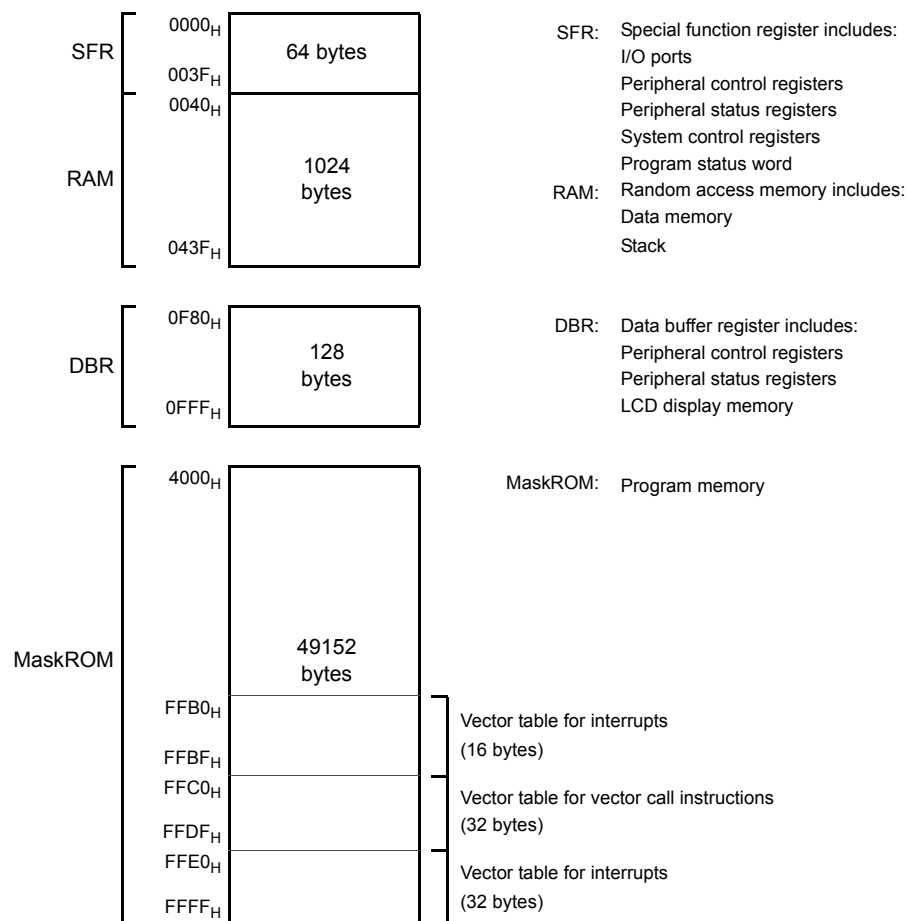 0000H
SFR
64 bytes
003FH
0040H
RAM
1024
bytes
043FH
SFR: Special function register includes:
I/O ports
Peripheral control registers
Peripheral status registers
System control registers
Program status word
RAM: Random access memory includes:
Data memory
Stack
0F80H
DBR
128
bytes
0FFFH
DBR: Data buffer register includes:
Peripheral control registers
Peripheral status registers
LCD display memory
4000H
MaskROM: Program memory
MaskROM
49152
bytes
FFB0H
Vector table for interrupts
(16 bytes)
FFBFH
FFC0H
Vector table for vector call instructions
(32 bytes)
FFDFH
FFE0H
Vector table for interrupts
(32 bytes)
FFFFH